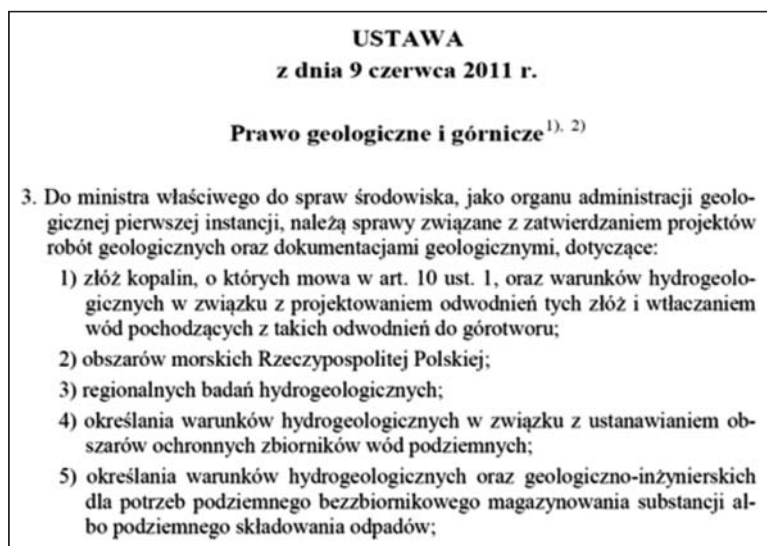 USTAWA
z dnia 9 czerwca 2011 r.
Prawo geologiczne i górnicze1), 2)
3. Do ministra właściwego do spraw środowiska, jako organu administracji geolo-
gicznej pierwszej instancji, należą sprawy związane z zatwierdzaniem projektów
robót geologicznych oraz dokumentacjami geologicznymi, dotyczące:
1) złóż kopalin, o których mowa w art. 10 ust. 1, oraz warunków hydrogeolo-
gicznych w związku z projektowaniem odwodnień tych złóż i wtłaczaniem
wód pochodzących z takich odwodnień do górotworu;
2) obszarów morskich Rzeczypospolitej Polskiej;
3) regionalnych badań hydrogeologicznych;
4) określania warunków hydrogeologicznych w związku z ustanawianiem ob-
szarów ochronnych zbiorników wód podziemnych;
5) określania warunków hydrogeologicznych oraz geologiczno-inżynierskich
dla potrzeb podziemnego bezzbiornikowego magazynowania substancji al-
bo podziemnego składowania odpadów;